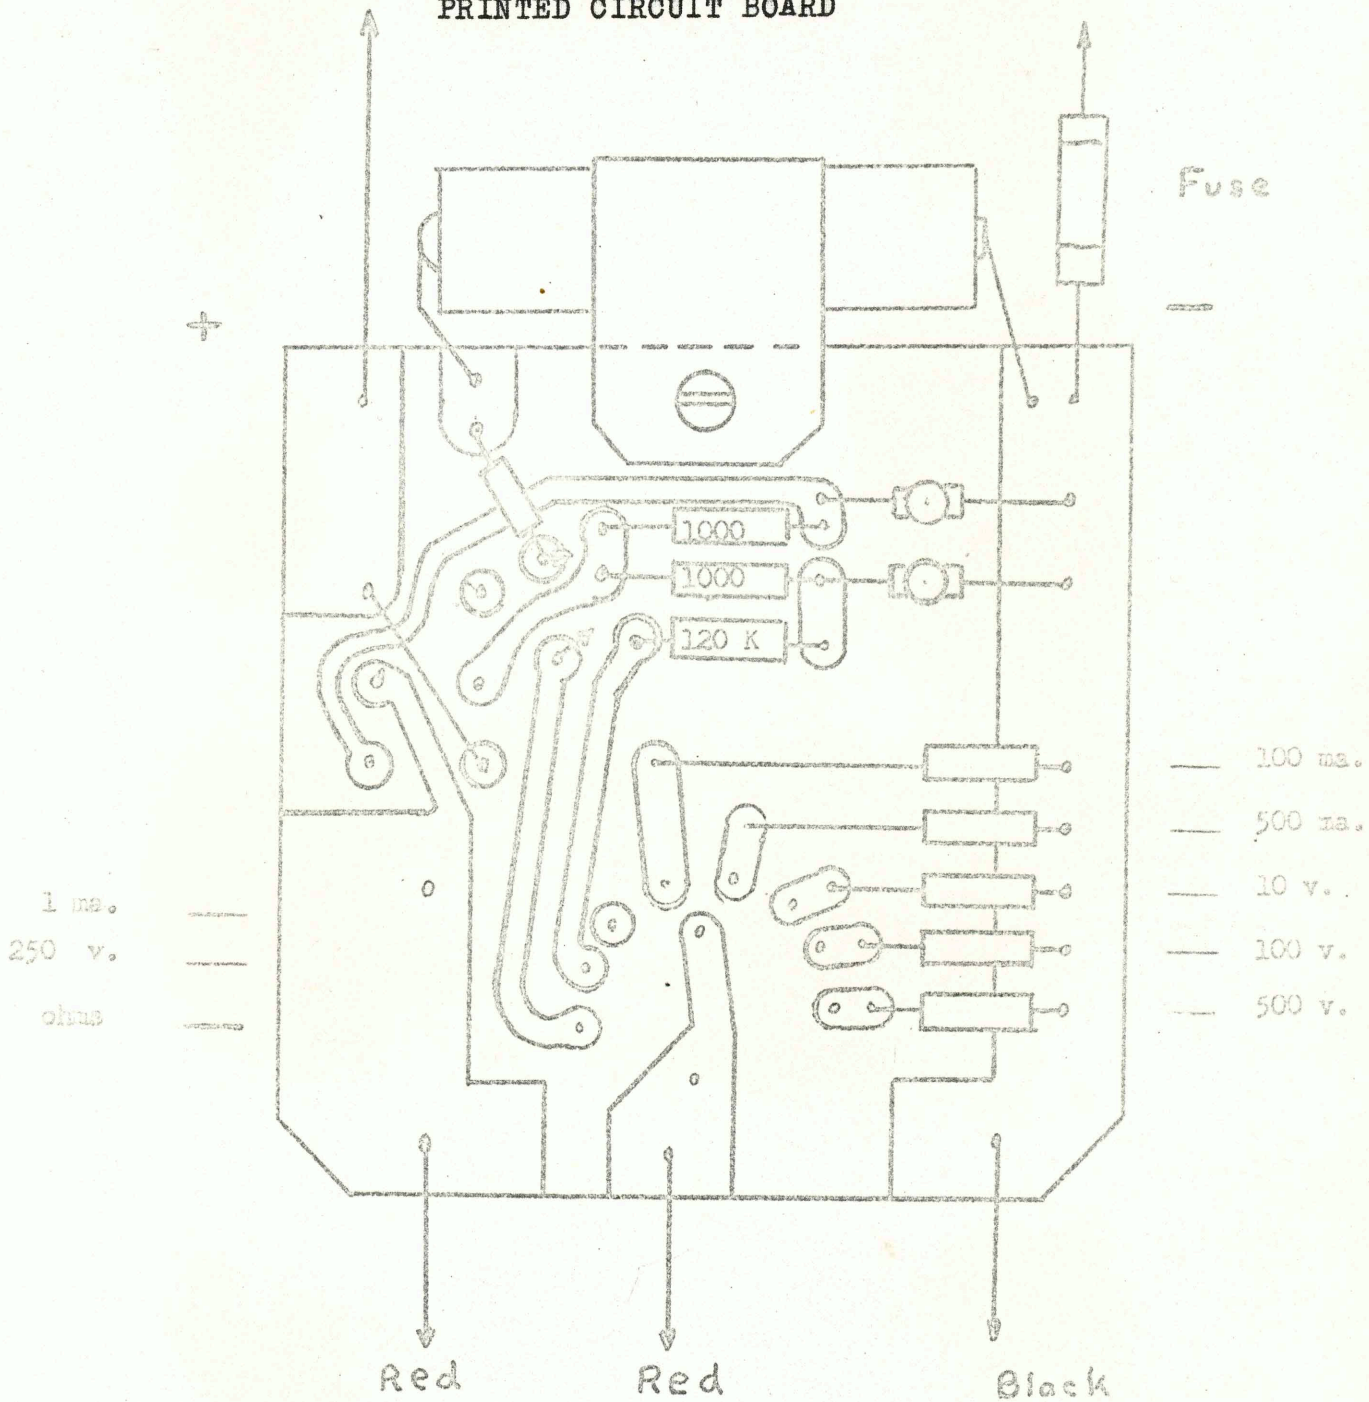 PRINTED CIRCUIT BOARD
Fuse
+
−
1000
1000
120 K
100 ma.
500 ma.
10 v.
100 v.
500 v.
1 ma.
250 v.
ohms
Red
Red
Black